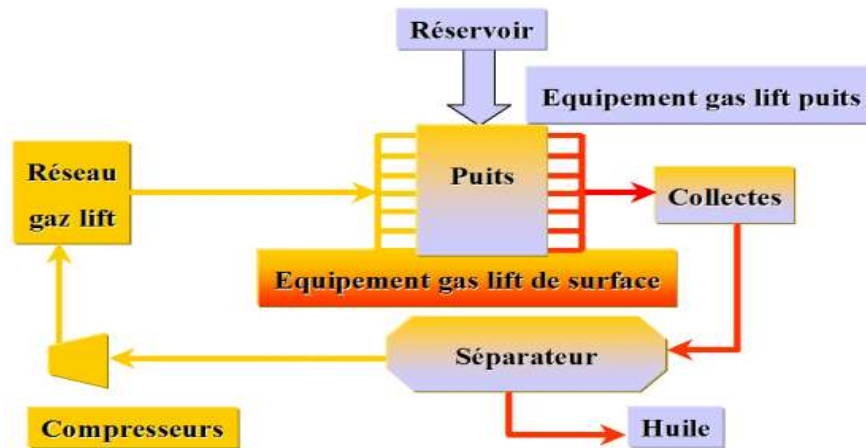 Réservoir
Equipement gas lift puits
Réseau
gaz lift
Puits
Collectes
Equipement gas lift de surface
Séparateur
Compresseurs
Huile